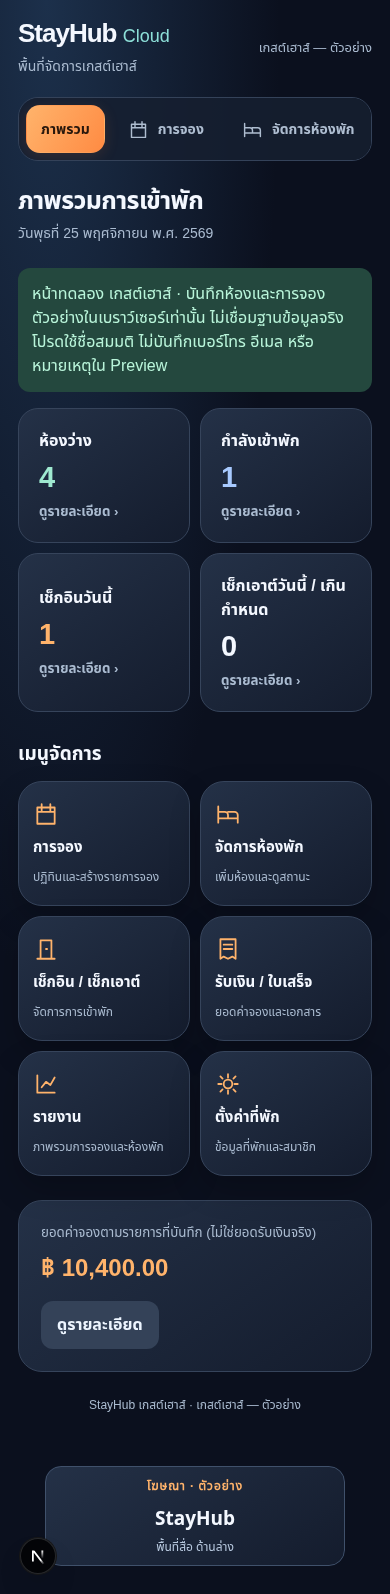 StayHub Cloud
พื้นที่จัดการเกสต์เฮาส์
เกสต์เฮาส์ — ตัวอย่าง
ภาพรวม
การจอง
จัดการห้องพัก
ภาพรวมการเข้าพัก
วันพุธที่ 25 พฤศจิกายน พ.ศ. 2569
หน้าทดลอง เกสต์เฮาส์ · บันทึกห้องและการจอง
ตัวอย่างในเบราว์เซอร์เท่านั้น ไม่เชื่อมฐานข้อมูลจริง
โปรดใช้ชื่อสมมติ ไม่บันทึกเบอร์โทร อีเมล หรือ
หมายเหตุใน Preview
ห้องว่าง
4
ดูรายละเอียด ›
กำลังเข้าพัก
1
ดูรายละเอียด ›
เช็กอินวันนี้
1
ดูรายละเอียด ›
เช็กเอาต์วันนี้ / เกิน
กำหนด
0
ดูรายละเอียด ›
เมนูจัดการ
การจอง
ปฏิทินและสร้างรายการจอง
จัดการห้องพัก
เพิ่มห้องและดูสถานะ
เช็กอิน / เช็กเอาต์
จัดการการเข้าพัก
รับเงิน / ใบเสร็จ
ยอดค่าจองและเอกสาร
รายงาน
ภาพรวมการจองและห้องพัก
ตั้งค่าที่พัก
ข้อมูลที่พักและสมาชิก
ยอดค่าจองตามรายการที่บันทึก (ไม่ใช่ยอดรับเงินจริง)
฿ 10,400.00
ดูรายละเอียด
StayHub เกสต์เฮาส์ · เกสต์เฮาส์ — ตัวอย่าง
โฆษณา · ตัวอย่าง
StayHub
พื้นที่สื่อ ด้านล่าง
N